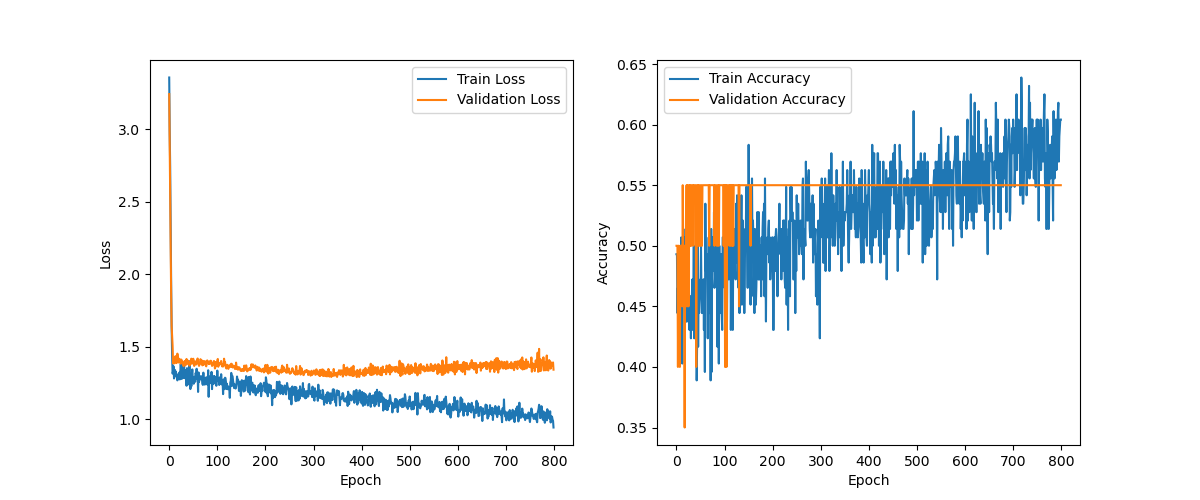 Train Loss
Validation Loss
3.0
2.5
2.0
1.5
1.0
Loss
0 100 200 300 400 500 600 700 800
Epoch
Train Accuracy
Validation Accuracy
0.65
0.60
0.55
0.50
0.45
0.40
0.35
Accuracy
0 100 200 300 400 500 600 700 800
Epoch